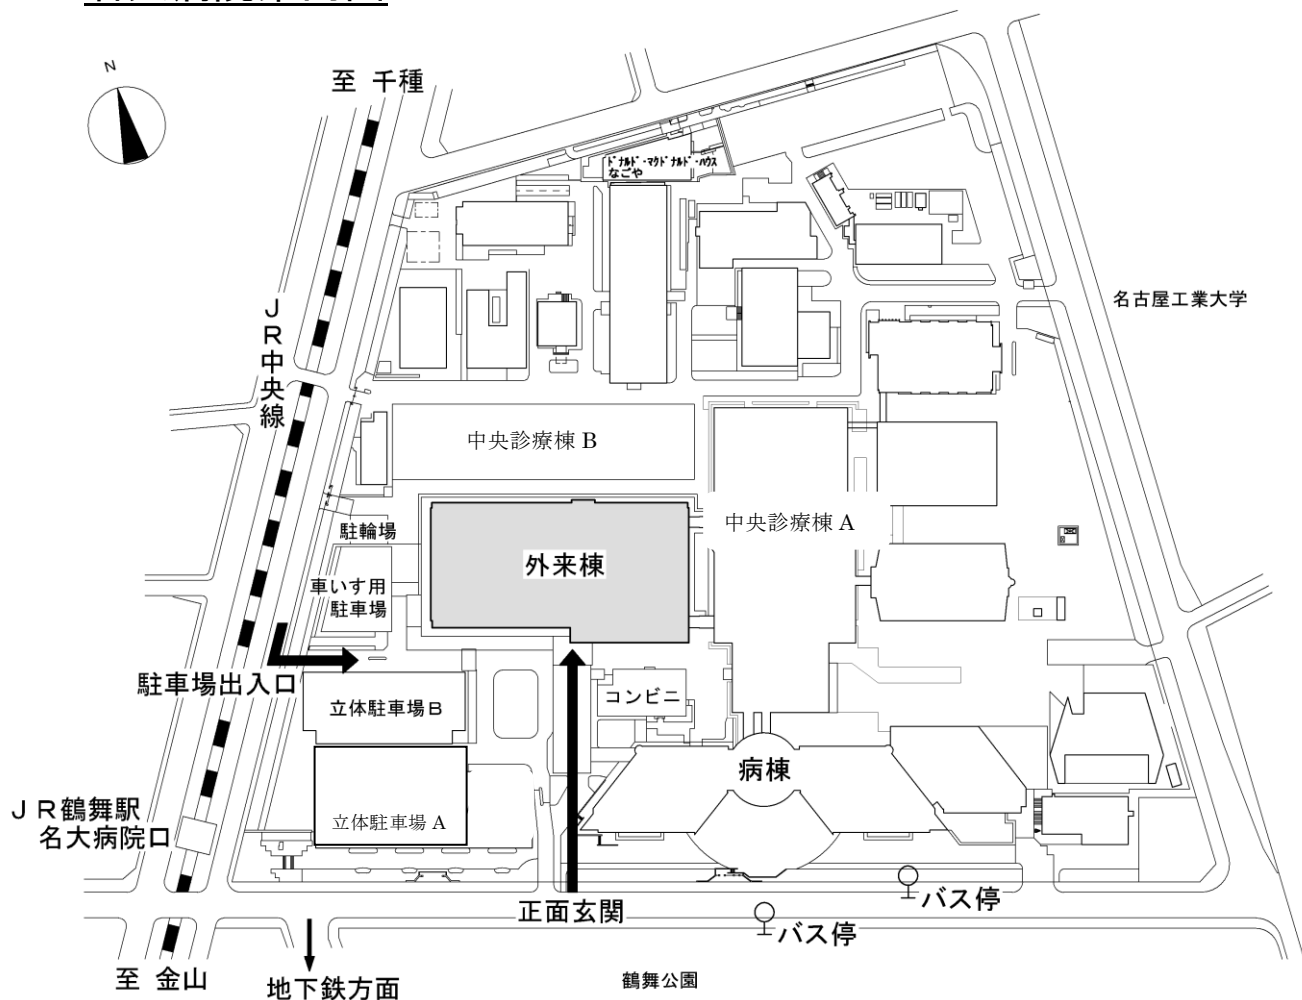 N
至 千種
ドナルド・マクドナルド・ハウス
なごや
名古屋工業大学
JR中央線
中央診療棟 B
中央診療棟 A
駐輪場
外来棟
車いす用
駐車場
駐車場出入口
コンビニ
立体駐車場B
病棟
JR鶴舞駅
名大病院口
立体駐車場 A
正面玄関
バス停
バス停
至 金山
地下鉄方面
鶴舞公園